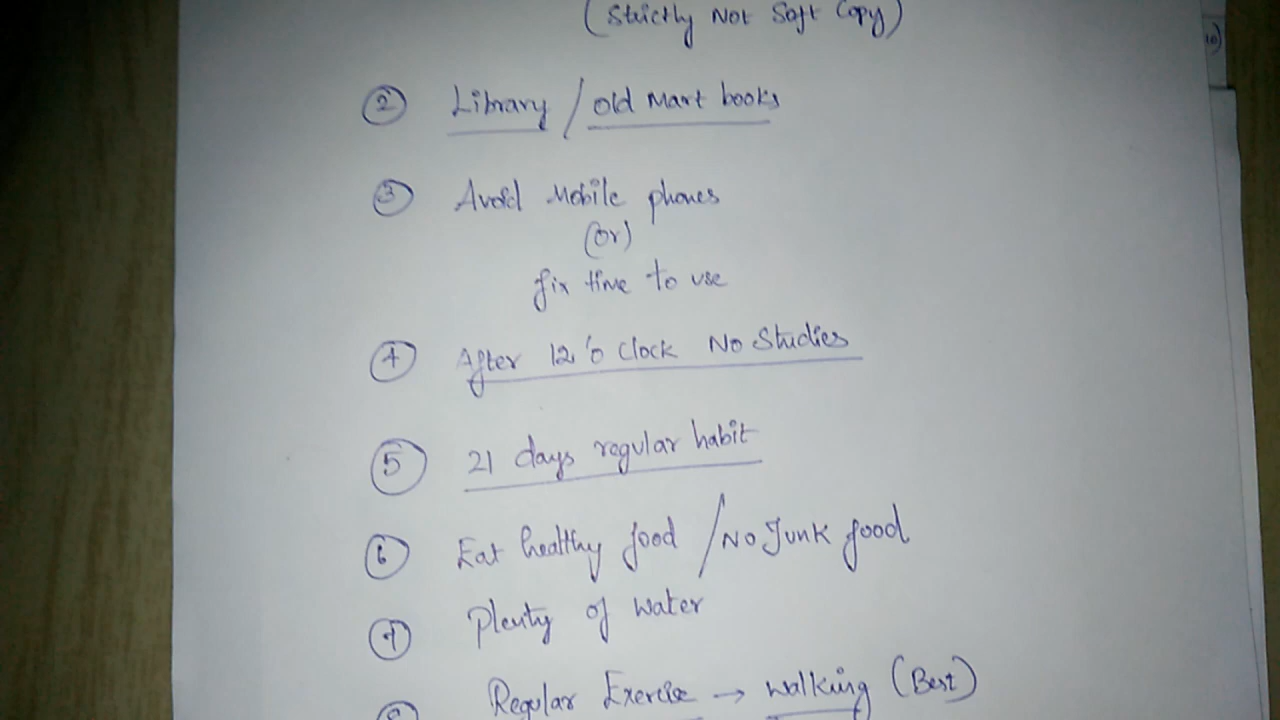 (Strictly Not Soft Copy)
② Library / Old Mart books
③ Avoid Mobile phones
(Or)
fix time to use
④ After 12 'o Clock No Studies
⑤ 21 days regular habit
⑥ Eat healthy food / No Junk food
⑦ Plenty of water
⑧ Regular Exercise → Walking (Best)
10)